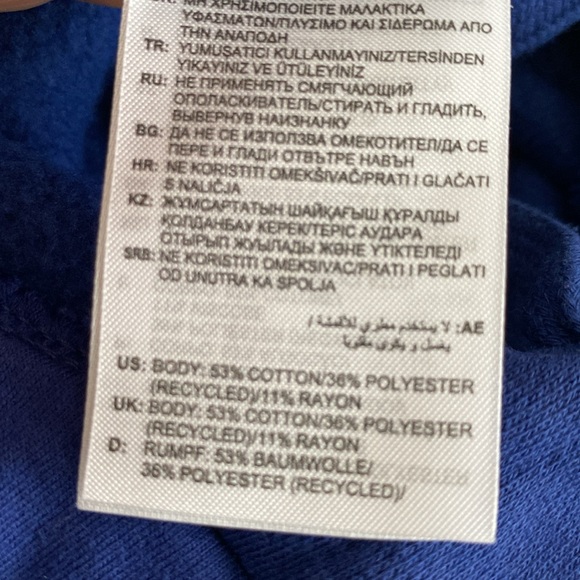 GR: ΜΗ ΧΡΗΣΙΜΟΠΟΙΕΙΤΕ ΜΑΛΑΚΤΙΚΑ
ΥΦΑΣΜΑΤΩΝ/ΠΛΥΣΙΜΟ ΚΑΙ ΣΙΔΕΡΩΜΑ ΑΠΟ
ΤΗΝ ΑΝΑΠΟΔΗ
TR: YUMUŞATICI KULLANMAYINIZ/TERSİNDEN
YIKAYINIZ VE ÜTÜLEYİNİZ
RU: НЕ ПРИМЕНЯТЬ СМЯГЧАЮЩИЙ
ОПОЛАСКИВАТЕЛЬ/СТИРАТЬ И ГЛАДИТЬ,
ВЫВЕРНУВ НАИЗНАНКУ
BG: ДА НЕ СЕ ИЗПОЛЗВА ОМЕКОТИТЕЛ/ДА СЕ
ПЕРЕ И ГЛАДИ ОТВЪТРЕ НАВЪН
HR: NE KORISTITI OMEKŠIVAČ/PRATI I GLAČATI
S NALIČJA
KZ: ЖҰМСАРТАТЫН ШАЙҚАҒЫШ ҚҰРАЛДЫ
ҚОЛДАНБАУ КЕРЕК/ТЕРІС АУДАРА
ОТЫРЫП ЖУЫЛАДЫ ЖӘНЕ ҮТІКТЕЛЕДІ
SRB: NE KORISTITI OMEKSIVAC/PRATI I PEGLATI
OD UNUTRA KA SPOLJA
AE: لا يستخدم مطري للأقمشة /
يغسل و يكوى مقلوبا
US: BODY: 53% COTTON/36% POLYESTER
(RECYCLED)/11% RAYON
UK: BODY: 53% COTTON/36% POLYESTER
(RECYCLED)/11% RAYON
D: RUMPF: 53% BAUMWOLLE/
36% POLYESTER (RECYCLED)/